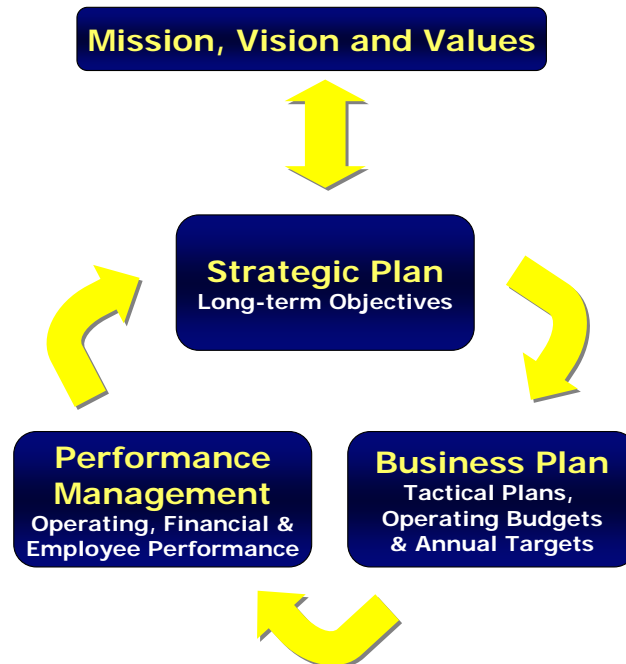 Mission, Vision and Values
Strategic Plan
Long-term Objectives
Performance
Management
Operating, Financial &
Employee Performance
Business Plan
Tactical Plans,
Operating Budgets
& Annual Targets